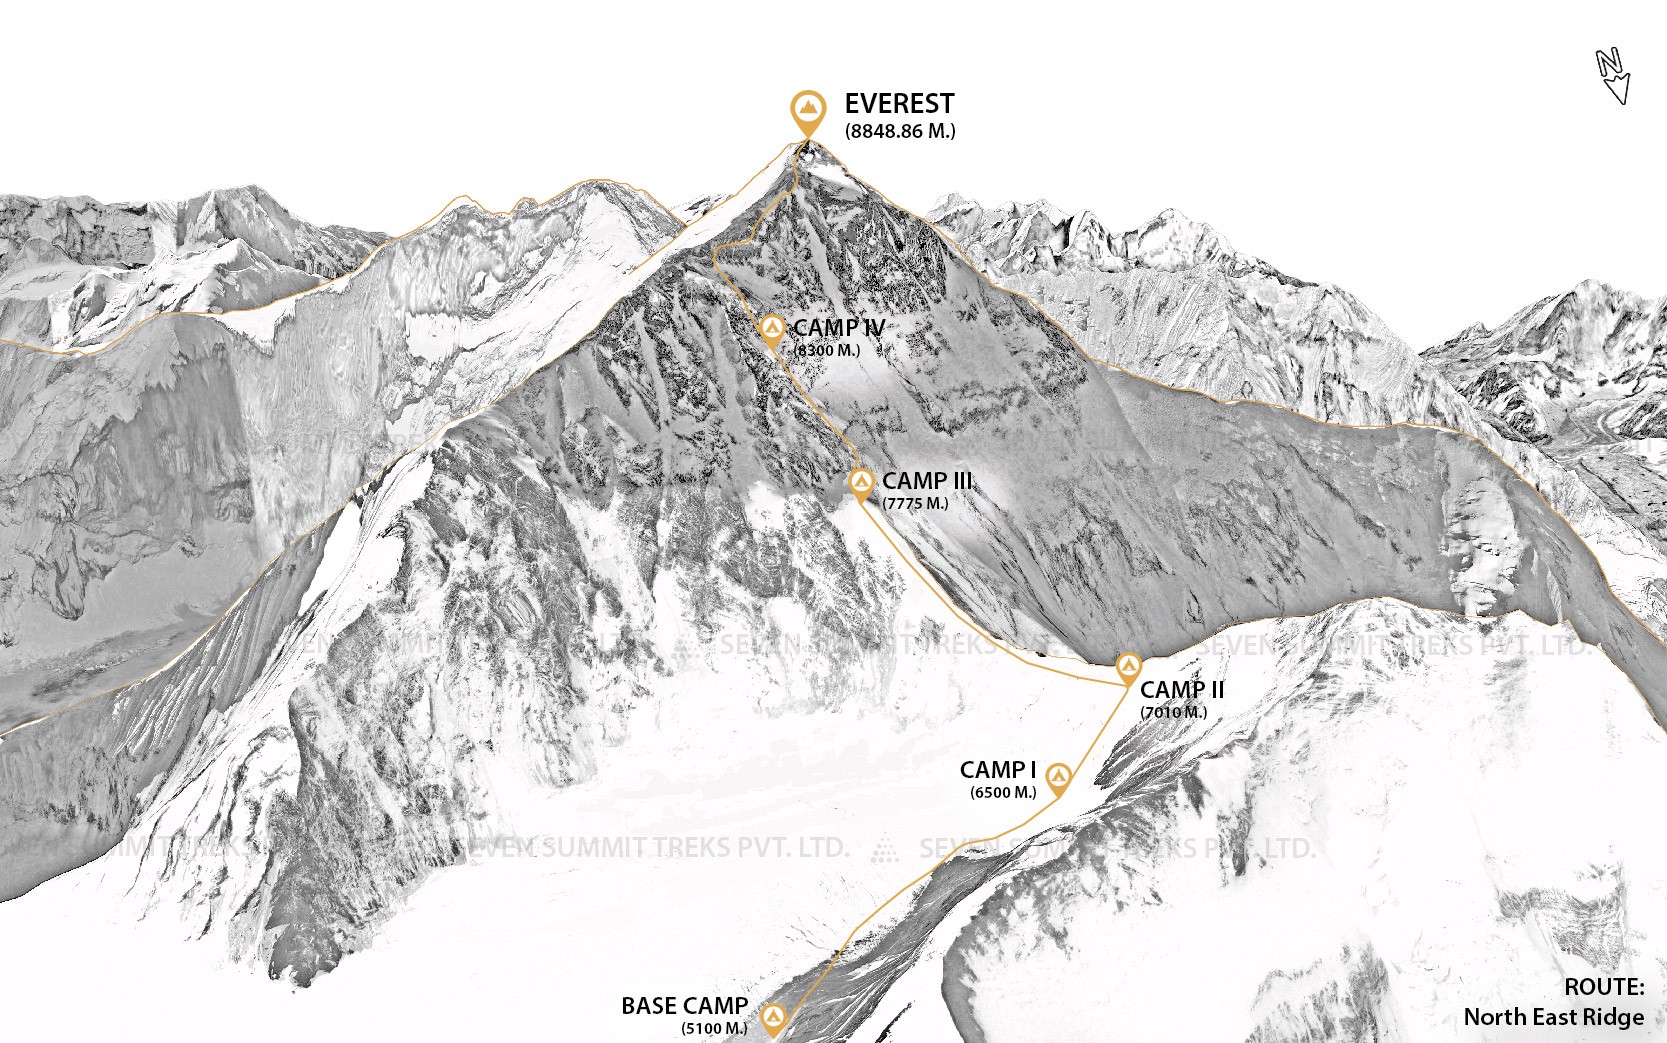 N
EVEREST
(8848.86 M.)
CAMP IV
(8300 M.)
CAMP III
(7775 M.)
SEVEN SUMMIT TREKS PVT. LTD.
SEVEN SUMMIT TREKS PVT. LTD.
CAMP II
(7010 M.)
CAMP I
(6500 M.)
SEVEN SUMMIT TREKS PVT. LTD.
SEVEN SUMMIT TREKS PVT. LTD.
BASE CAMP
(5100 M.)
ROUTE:
North East Ridge